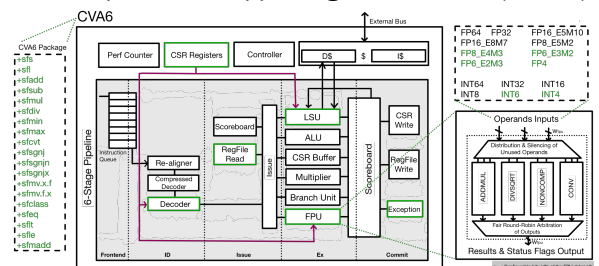 CVA6
CVA6 Package
+sfs
+sfl
+sfadd
+sfsub
+sfmul
+sfdiv
+sfmin
+sfmax
+sfcvt
+sfsgnj
+sfsgnjn
+sfsgnjx
+sfmv.x.f
+sfmv.f.x
+sfclass
+sfeq
+sflt
+sfle
+sfmadd
External Bus
Perf Counter
CSR Registers
Controller
D$
$
I$
6-Stage Pipeline
Instruction
Queue
Re-aligner
Compressed
Decoder
Decoder
Scoreboard
RegFile
Read
Issue
LSU
ALU
CSR Buffer
Multiplier
Branch Unit
FPU
Scoreboard
CSR
Write
RegFile
Write
Exception
Frontend
ID
Issue
Ex
Commit
FP64 FP32 FP16_E5M10
FP16_E8M7 FP8_E5M2
FP8_E4M3 FP6_E3M2
FP6_E2M3 FP4
INT64 INT32 INT16
INT8 INT6 INT4
Operands Inputs
Distribution & Silencing of
Unused Operands
ADDMUL
DIVSQRT
NONCOMP
CONV
Fair Round-Robin Arbitration
of Outputs
Results & Status Flags Output